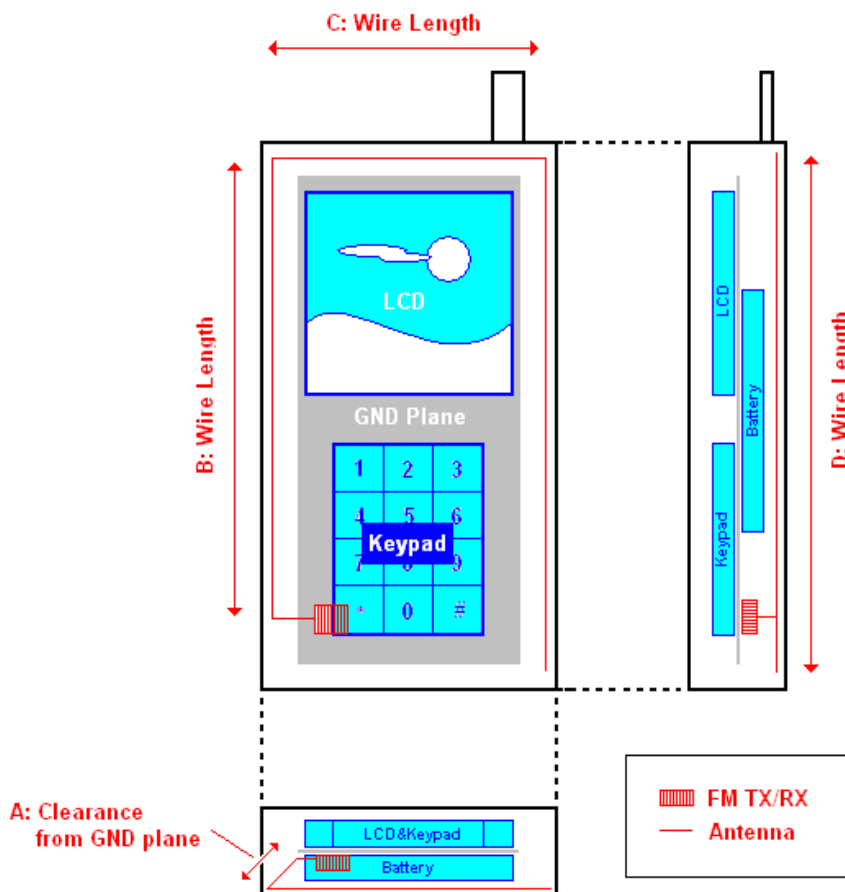 C: Wire Length
B: Wire Length
LCD
GND Plane
1 2 3
4 5 6
Keypad
7 8 9
* 0 #
LCD
Battery
Keypad
D: Wire Length
A: Clearance
from GND plane
LCD&Keypad
Battery
FM TX/RX
Antenna